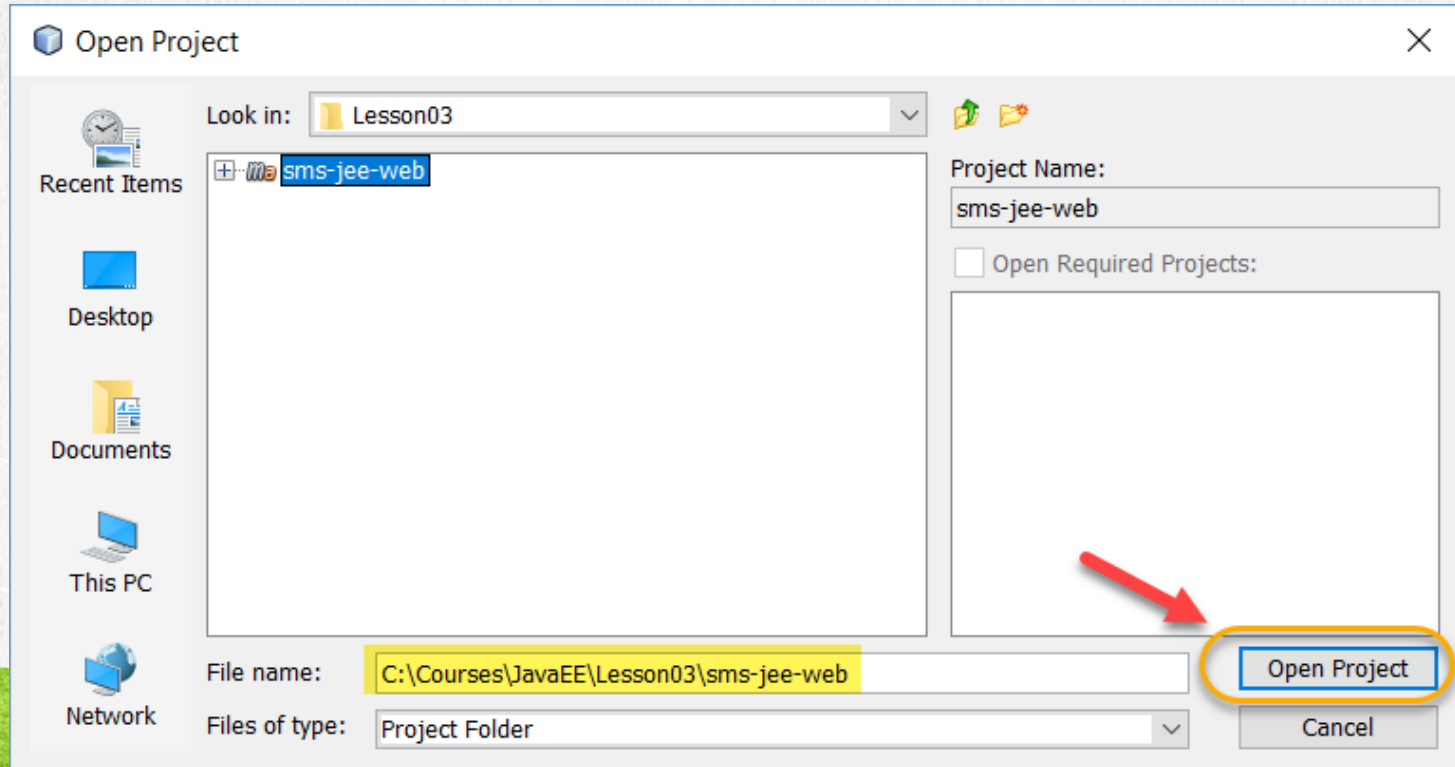 Open Project
Look in: Lesson03
Recent Items
Desktop
Documents
This PC
Network
sms-jee-web
Project Name:
sms-jee-web
Open Required Projects:
File name: C:\Courses\JavaEE\Lesson03\sms-jee-web
Open Project
Files of type: Project Folder
Cancel